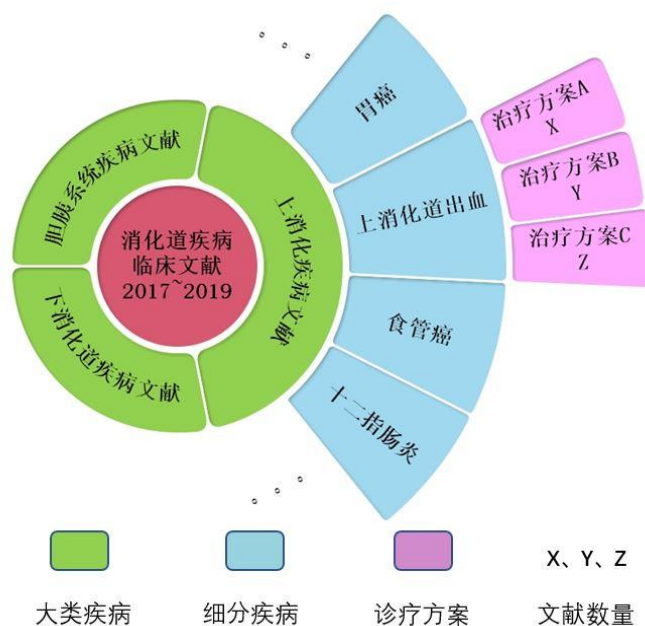 胃癌
治疗方案A
X
胆胰系统疾病文献
上消化道出血
治疗方案B
Y
消化道疾病
临床文献
2017~2019
上消化疾病文献
治疗方案C
Z
下消化道疾病文献
食管癌
十二指肠炎
X、Y、Z
大类疾病
细分疾病
诊疗方案
文献数量